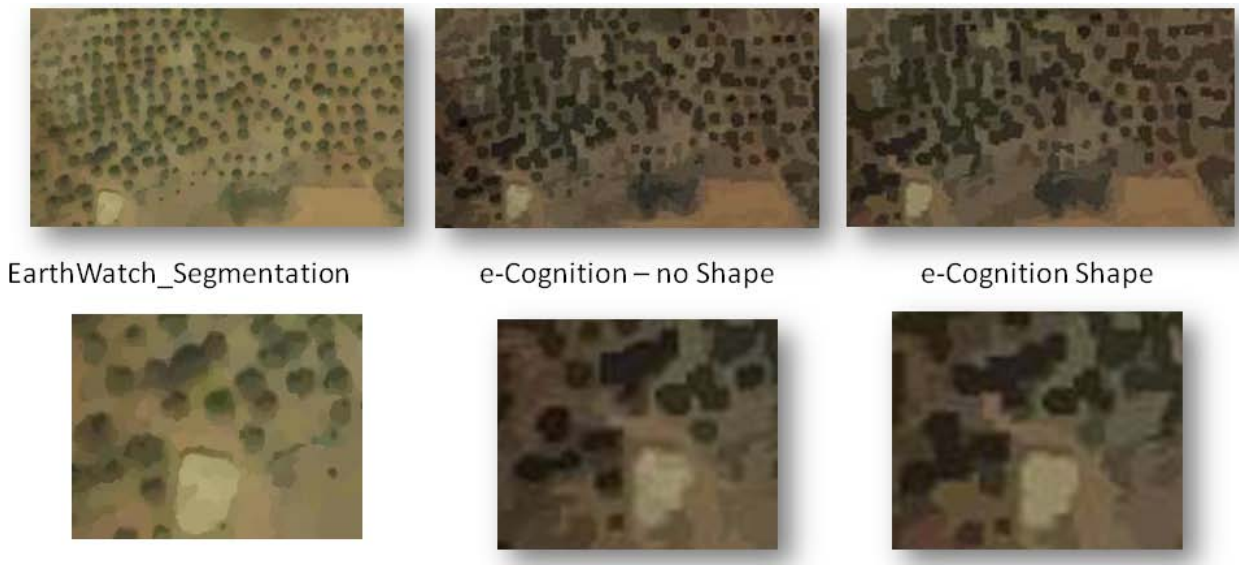 EarthWatch_Segmentation
e-Cognition – no Shape
e-Cognition Shape